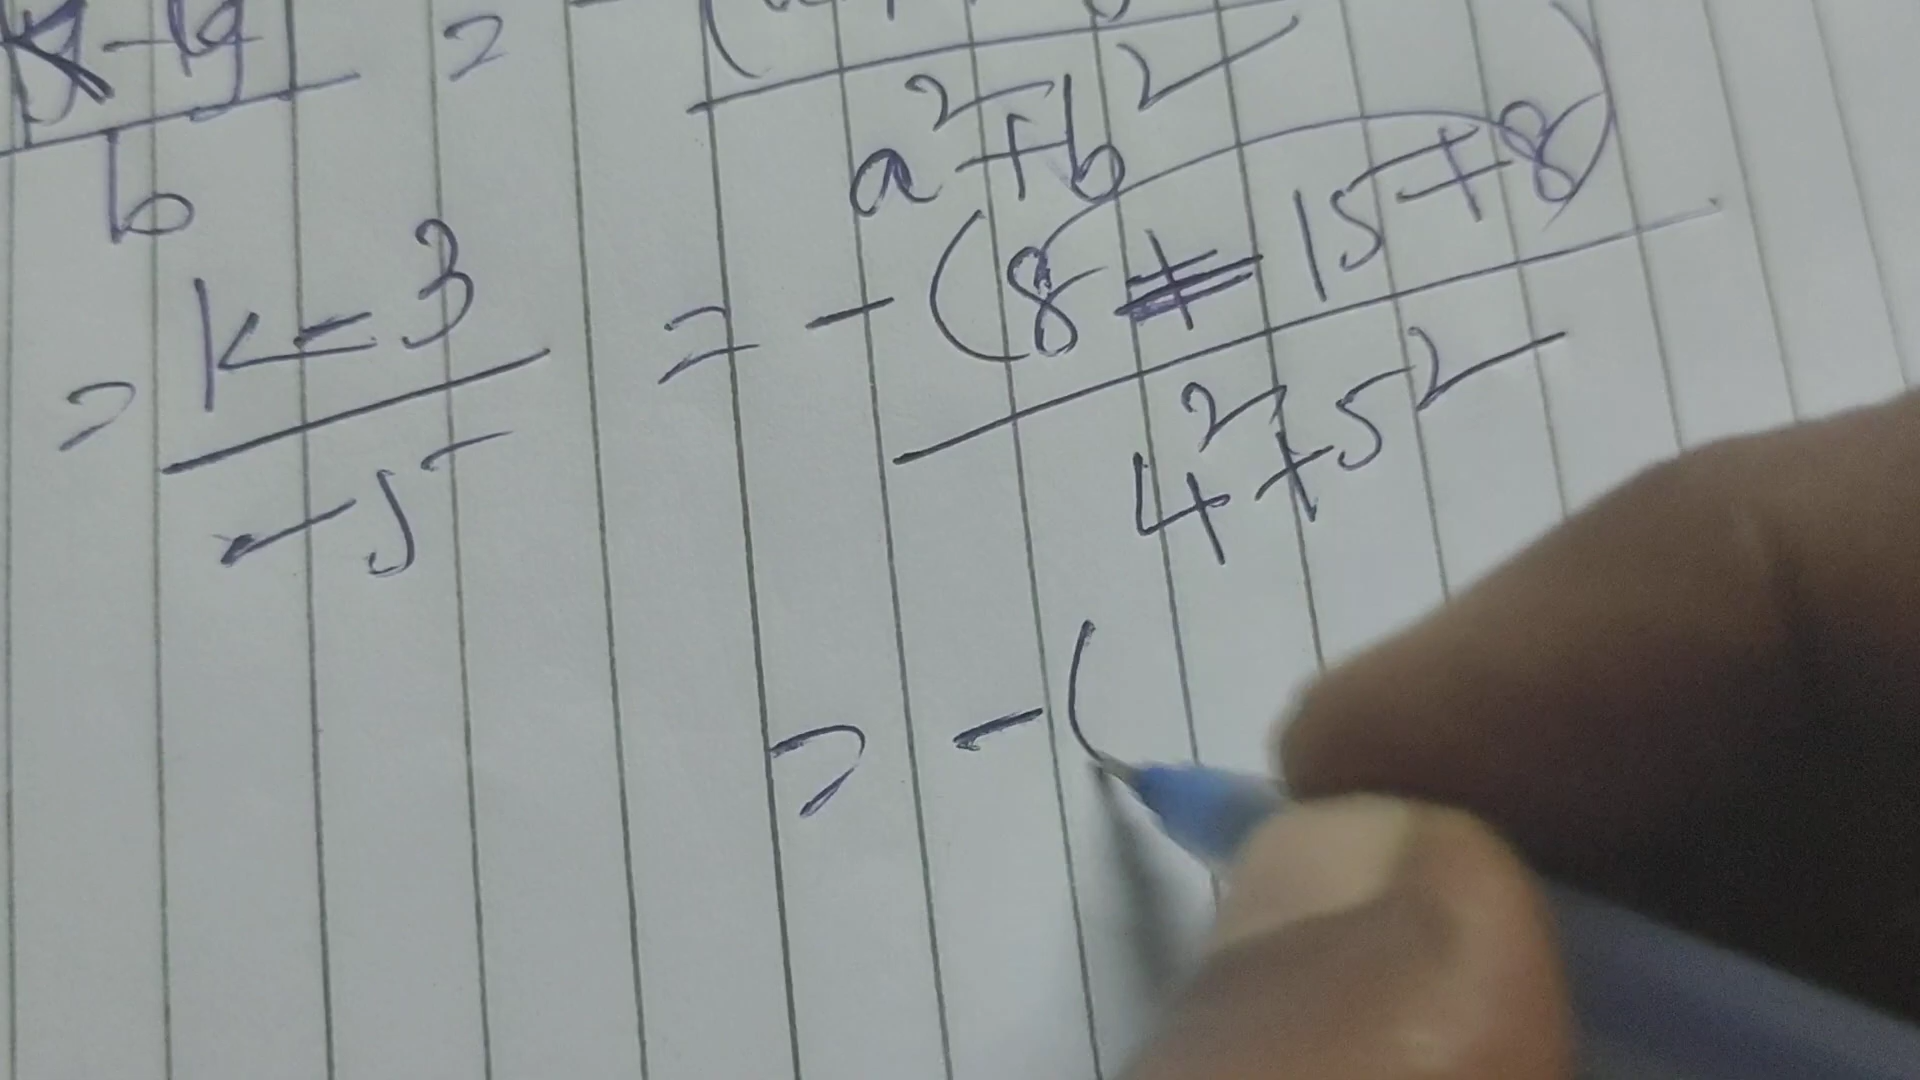 k - y / b = - (
a² + b²
= k - 3 / -5 = - (8 - 15 + 8) / 4² + 5²
= - (